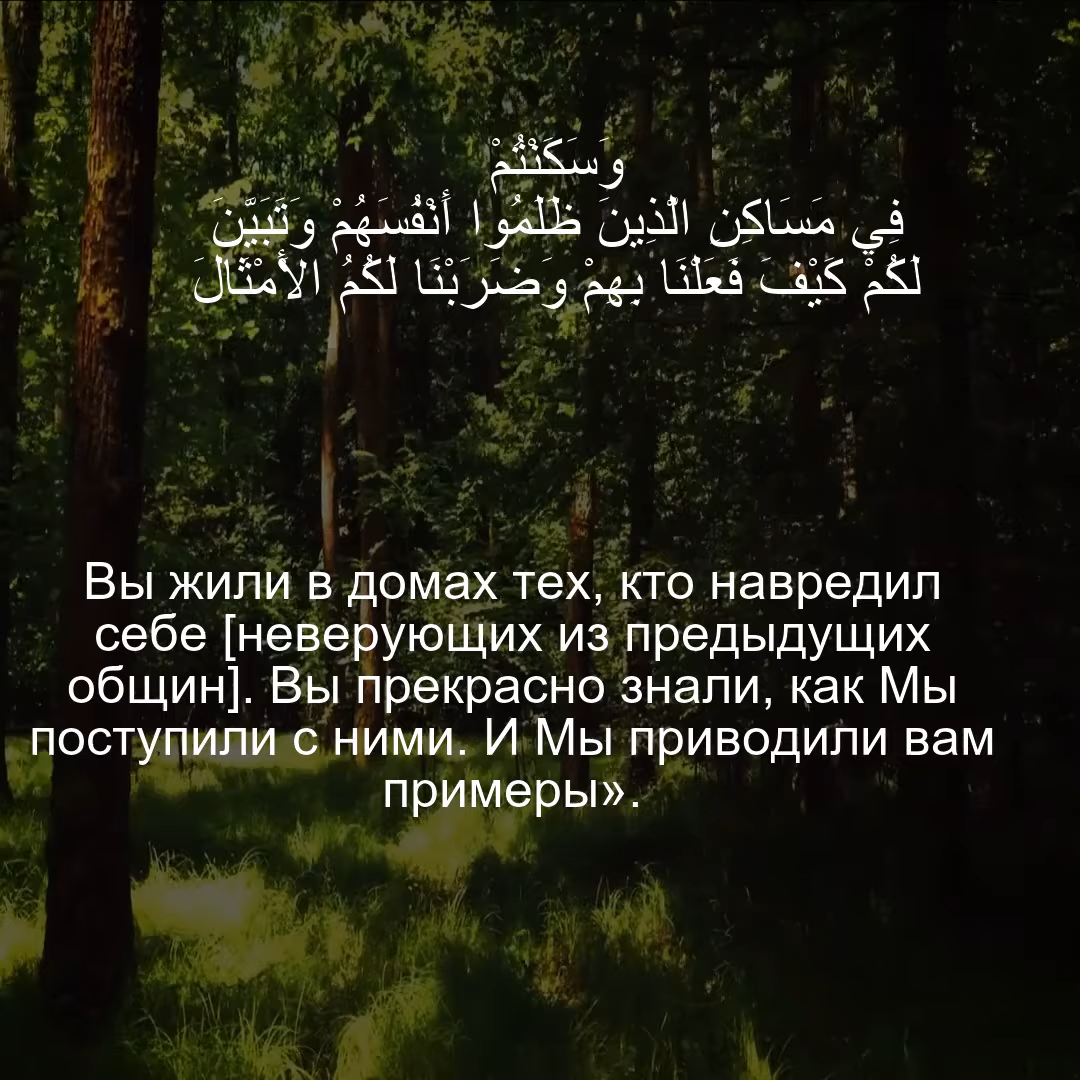 وَسَكَنْتُمْ
فِي مَسَاكِنِ الَّذِينَ ظَلَمُوا أَنْفُسَهُمْ وَتَبَيَّنَ
لَكُمْ كَيْفَ فَعَلْنَا بِهِمْ وَضَرَبْنَا لَكُمُ الأَمْثَالَ
Вы жили в домах тех, кто навредил
себе [неверующих из предыдущих
общин]. Вы прекрасно знали, как Мы
поступили с ними. И Мы приводили вам
примеры».